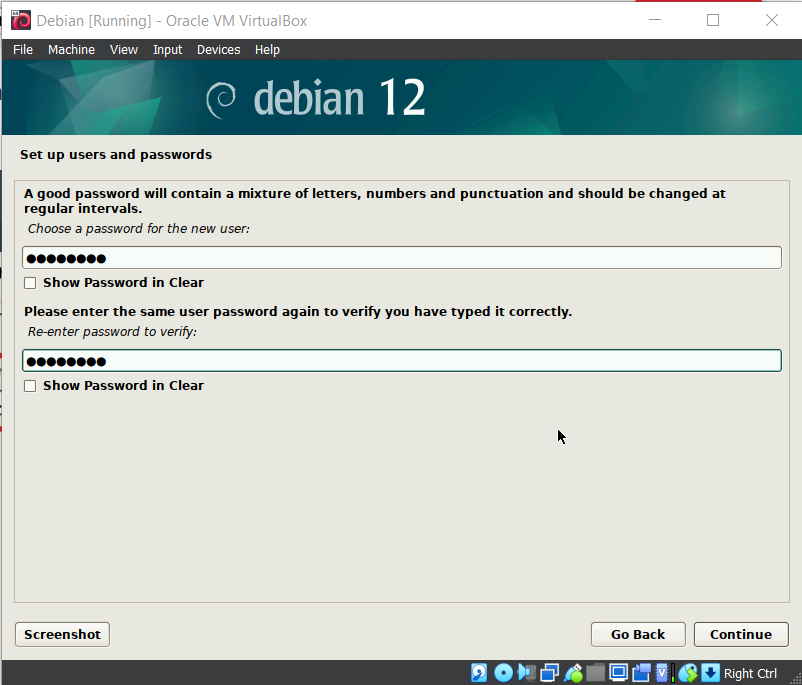 Debian [Running] - Oracle VM VirtualBox
File Machine View Input Devices Help
debian 12
Set up users and passwords
A good password will contain a mixture of letters, numbers and punctuation and should be changed at
regular intervals.
Choose a password for the new user:
●●●●●●●●
Show Password in Clear
Please enter the same user password again to verify you have typed it correctly.
Re-enter password to verify:
●●●●●●●●
Show Password in Clear
Screenshot Go Back Continue
Right Ctrl